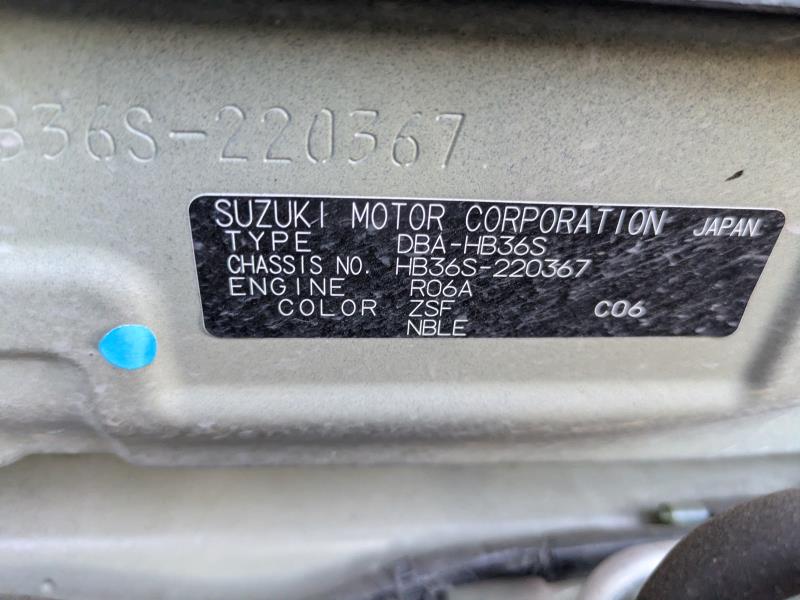 B36S-220367
SUZUKI MOTOR CORPORATION JAPAN
TYPE DBA-HB36S
CHASSIS NO. HB36S-220367
ENGINE R06A
COLOR ZSF C06
NBLE